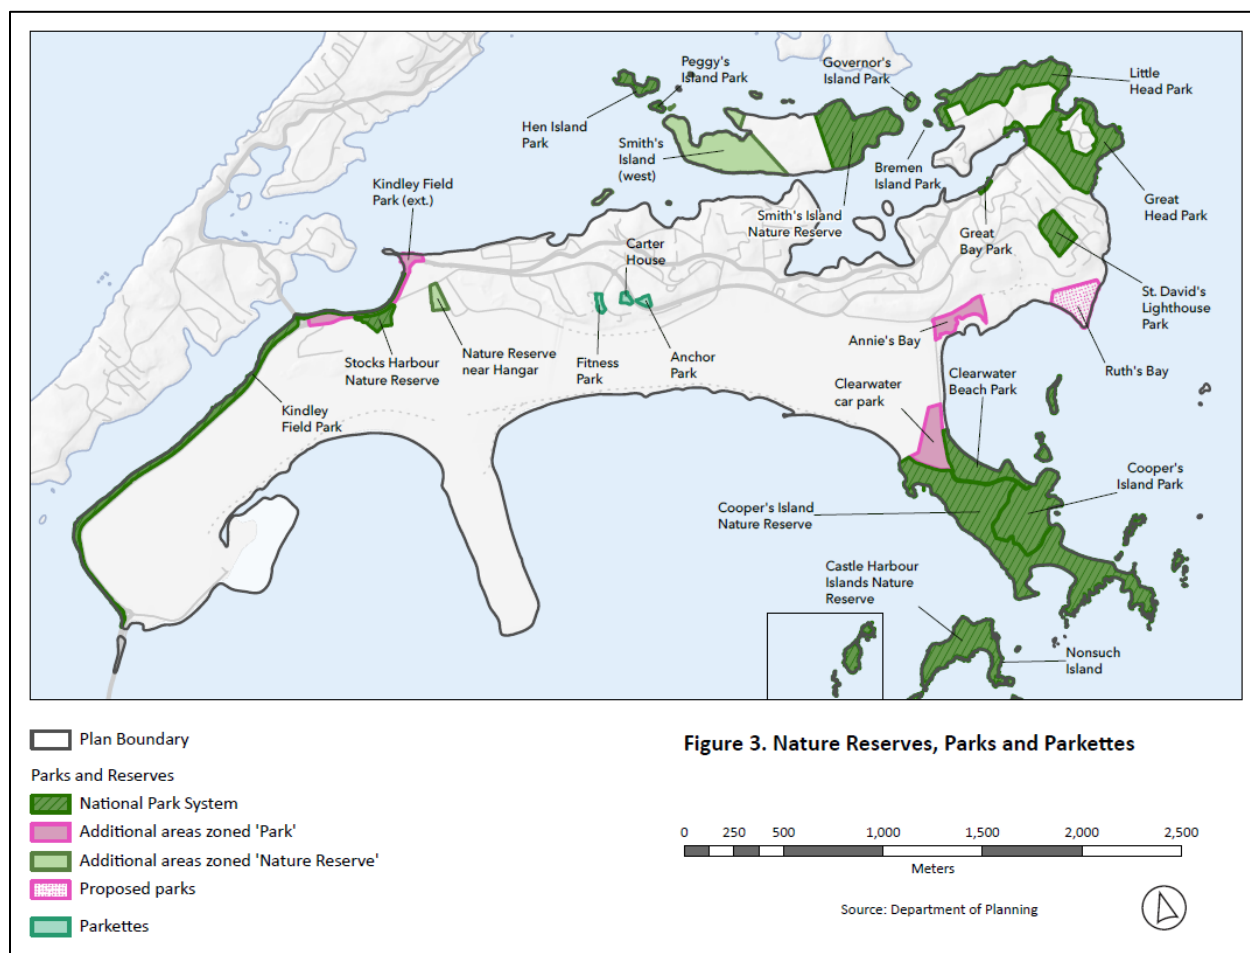 Peggy's
Island Park
Governor's
Island Park
Little
Head Park
Hen Island
Park
Smith's
Island
(west)
Bremen
Island Park
Kindley Field
Park (ext.)
Great
Head Park
Smith's Island
Nature Reserve
Great
Bay Park
Carter
House
St. David's
Lighthouse
Park
Annie's Bay
Stocks Harbour
Nature Reserve
Nature Reserve
near Hangar
Fitness
Park
Anchor
Park
Ruth's Bay
Clearwater
car park
Clearwater
Beach Park
Kindley
Field Park
Cooper's
Island Park
Cooper's Island
Nature Reserve
Castle Harbour
Islands Nature
Reserve
Nonsuch
Island
Plan Boundary
Parks and Reserves
National Park System
Additional areas zoned 'Park'
Additional areas zoned 'Nature Reserve'
Proposed parks
Parkettes
Figure 3. Nature Reserves, Parks and Parkettes
0 250 500 1,000 1,500 2,000 2,500
Meters
Source: Department of Planning